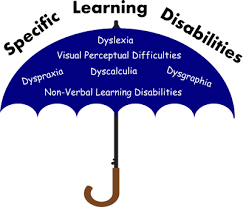 Specific Learning Disabilities
Dyslexia
Visual Perceptual Difficulties
Dyspraxia Dyscalculia Dysgraphia
Non-Verbal Learning Disabilities